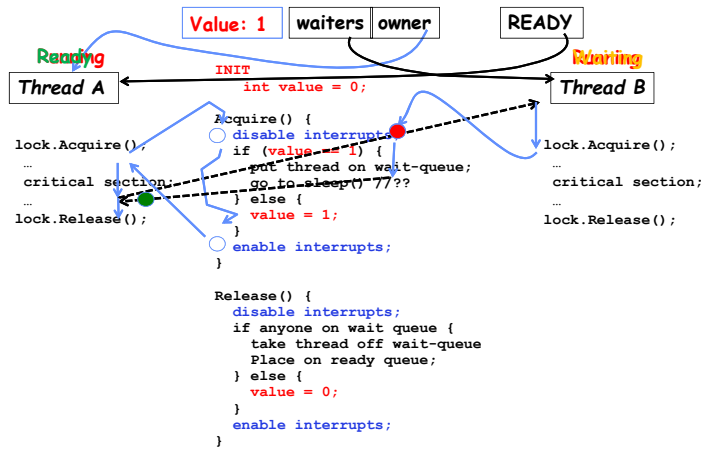 Value: 1
waiters
owner
READY
Ready
Running
Waiting
Running
Thread A
Thread B
INIT
int value = 0;
Acquire() {
disable interrupts;
if (value == 1) {
put thread on wait-queue;
go to sleep() //??
} else {
value = 1;
}
enable interrupts;
}
lock.Acquire();
…
critical section;
…
lock.Release();
lock.Acquire();
…
critical section;
…
lock.Release();
Release() {
disable interrupts;
if anyone on wait queue {
take thread off wait-queue
Place on ready queue;
} else {
value = 0;
}
enable interrupts;
}